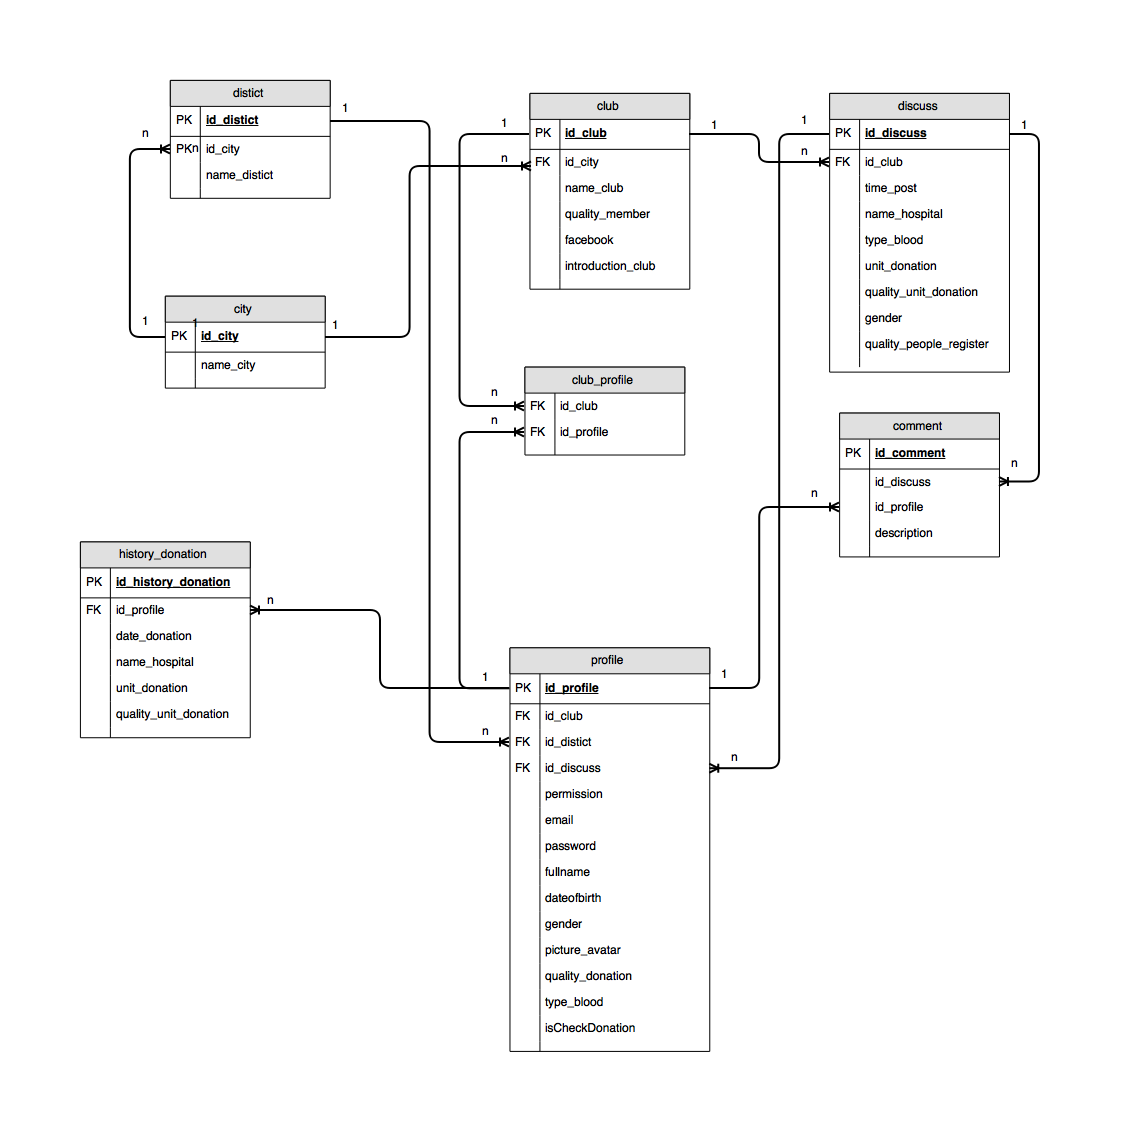 distict
1
PK id_distict
n
PKn id_city
name_distict
city
1
1
PK id_city
1
name_city
club
1
PK id_club
1
n
FK id_city
name_club
quality_member
facebook
introduction_club
discuss
1
PK id_discuss
1
n
FK id_club
time_post
name_hospital
type_blood
unit_donation
quality_unit_donation
gender
quality_people_register
club_profile
n
FK id_club
n
FK id_profile
comment
PK id_comment
n
id_discuss
n
id_profile
description
history_donation
PK id_history_donation
n
FK id_profile
date_donation
name_hospital
unit_donation
quality_unit_donation
profile
1
PK id_profile
1
FK id_club
n
FK id_distict
n
FK id_discuss
permission
email
password
fullname
dateofbirth
gender
picture_avatar
quality_donation
type_blood
isCheckDonation